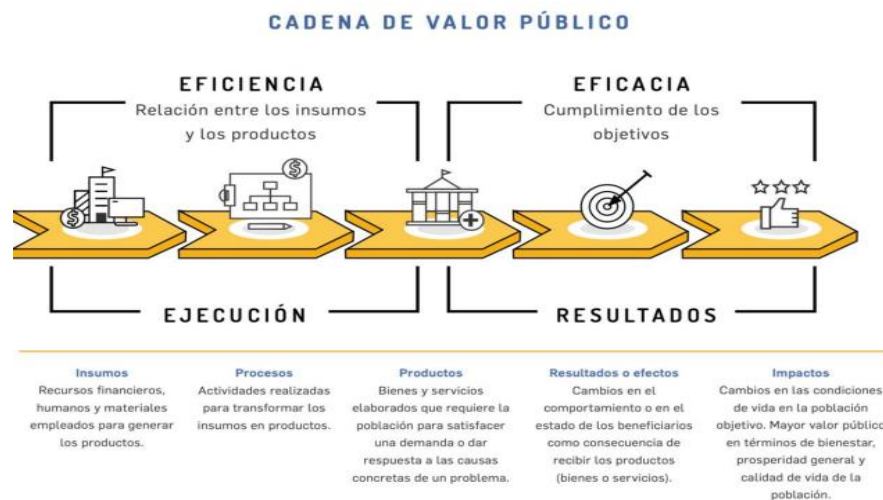 CADENA DE VALOR PÚBLICO
EFICIENCIA
Relación entre los insumos
y los productos
EFICACIA
Cumplimiento de los
objetivos
$
$
EJECUCIÓN
RESULTADOS
Insumos
Recursos financieros,
humanos y materiales
empleados para generar
los productos.
Procesos
Actividades realizadas
para transformar los
insumos en productos.
Productos
Bienes y servicios
elaborados que requiere la
población para satisfacer
una demanda o dar
respuesta a las causas
concretas de un problema.
Resultados o efectos
Cambios en el
comportamiento o en el
estado de los beneficiarios
como consecuencia de
recibir los productos
(bienes o servicios).
Impactos
Cambios en las condiciones
de vida en la población
objetivo. Mayor valor público
en términos de bienestar,
prosperidad general y
calidad de vida de la
población.